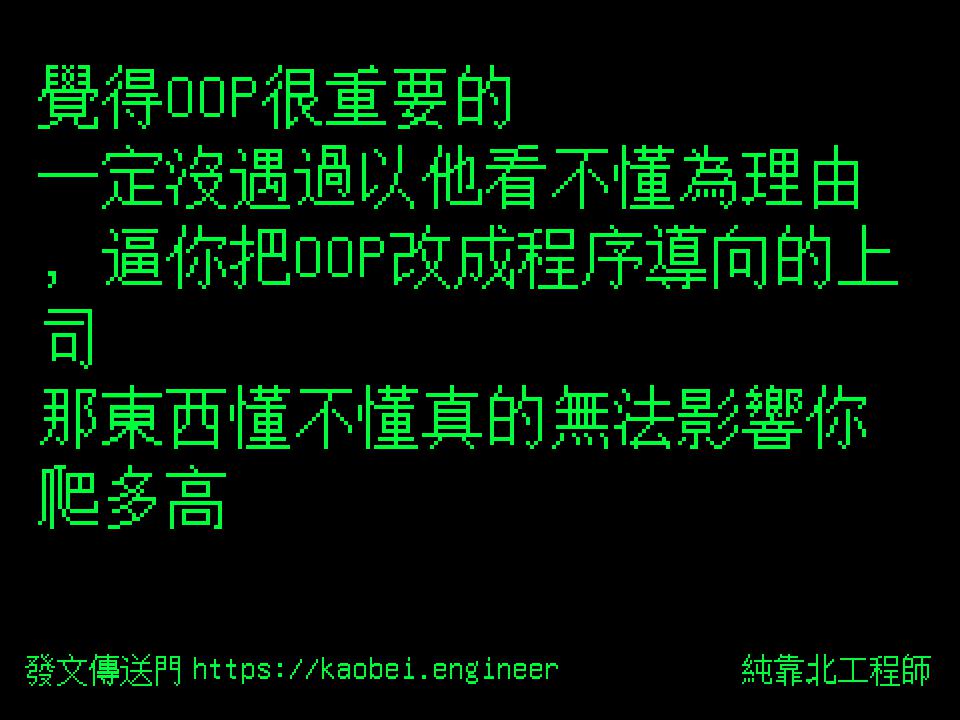 覺得OOP很重要的
一定沒遇過以他看不懂為理由
，逼你把OOP改成程序導向的上
司
那東西懂不懂真的無法影響你
爬多高
發文傳送門 https://kaobei.engineer
純靠北工程師